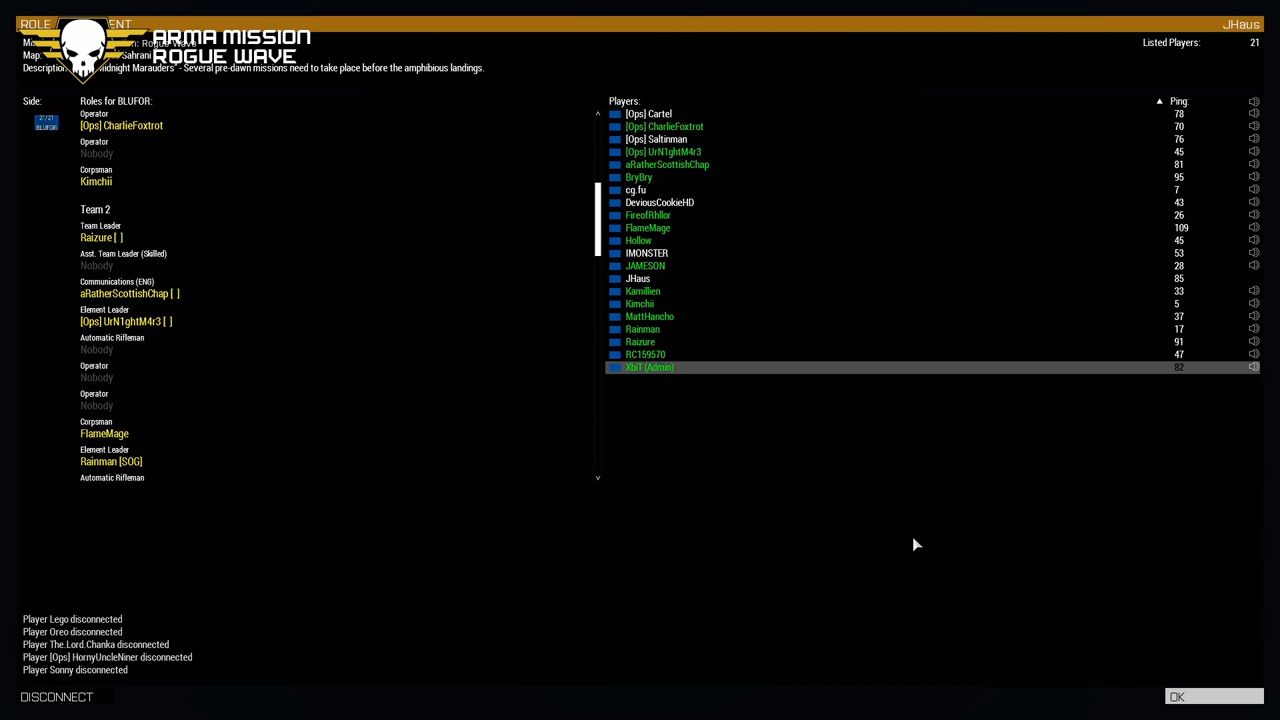 ROLE ENT JHaus
ARMA MISSION
ROGUE WAVE
Rogue Wave
Listed Players: 21
Map: Sahrani
Midnight Marauders" - Several pre-dawn missions need to take place before the amphibious landings.
Side: Roles for BLUFOR:
21/21
BLUFOR
Operator
[Ops] CharlieFoxtrot
Operator
Nobody
Corpsman
Kimchii
Team 2
Team Leader
Raizure [ ]
Asst. Team Leader (Skilled)
Nobody
Communications (ENG)
aRatherScottishChap [ ]
Element Leader
[Ops] UrN1ghtM4r3 [ ]
Automatic Rifleman
Nobody
Operator
Nobody
Operator
Nobody
Corpsman
FlameMage
Element Leader
Rainman [SOG]
Automatic Rifleman
Players: Ping:
[Ops] Cartel 78
[Ops] CharlieFoxtrot 70
[Ops] Saltinman 76
[Ops] UrN1ghtM4r3 45
aRatherScottishChap 81
BryBry 95
cg.fu 7
DeviousCookieHD 43
FireofRhllor 26
FlameMage 109
Hollow 45
IMONSTER 53
JAMESON 28
JHaus 85
Kamillien 33
Kimchii 5
MattHancho 37
Rainman 17
Raizure 91
RC159570 47
XbiT (Admin) 82
Player Lego disconnected
Player Oreo disconnected
Player The.Lord.Chanka disconnected
Player [Ops] HornyUncleNiner disconnected
Player Sonny disconnected
DISCONNECT OK